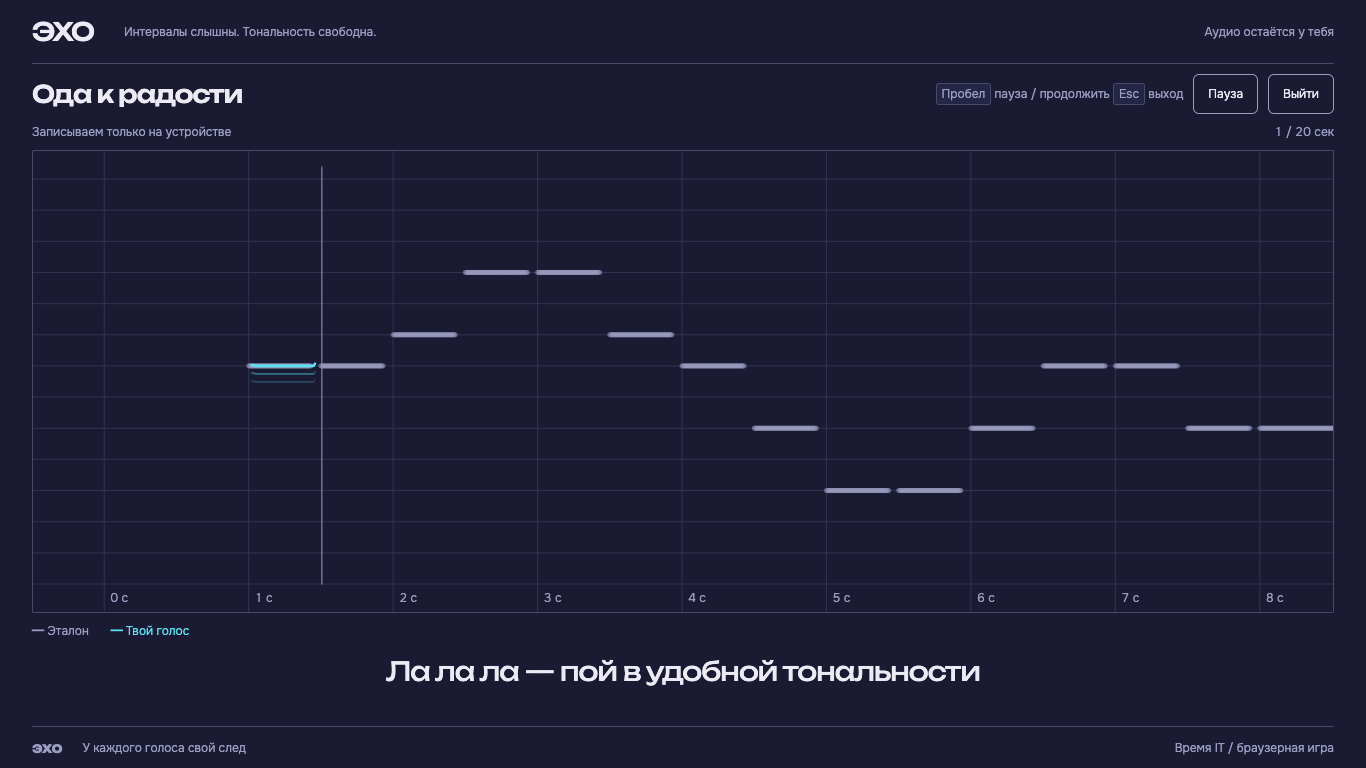 ЭХО
Интервалы слышны. Тональность свободна.
Аудио остаётся у тебя
Ода к радости
Пробел пауза / продолжить Esc выход
Пауза
Выйти
Записываем только на устройстве
1 / 20 сек
0 с
1 с
2 с
3 с
4 с
5 с
6 с
7 с
8 с
Эталон
Твой голос
Ла ла ла — пой в удобной тональности
ЭХО
У каждого голоса свой след
Время IT / браузерная игра